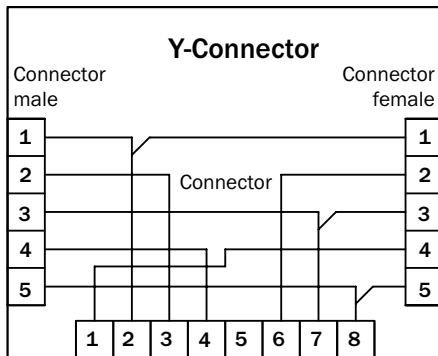 Y-Connector
Connector Connector
male female
1 1
2 2
Connector
3 3
4 4
5 5
1 2 3 4 5 6 7 8